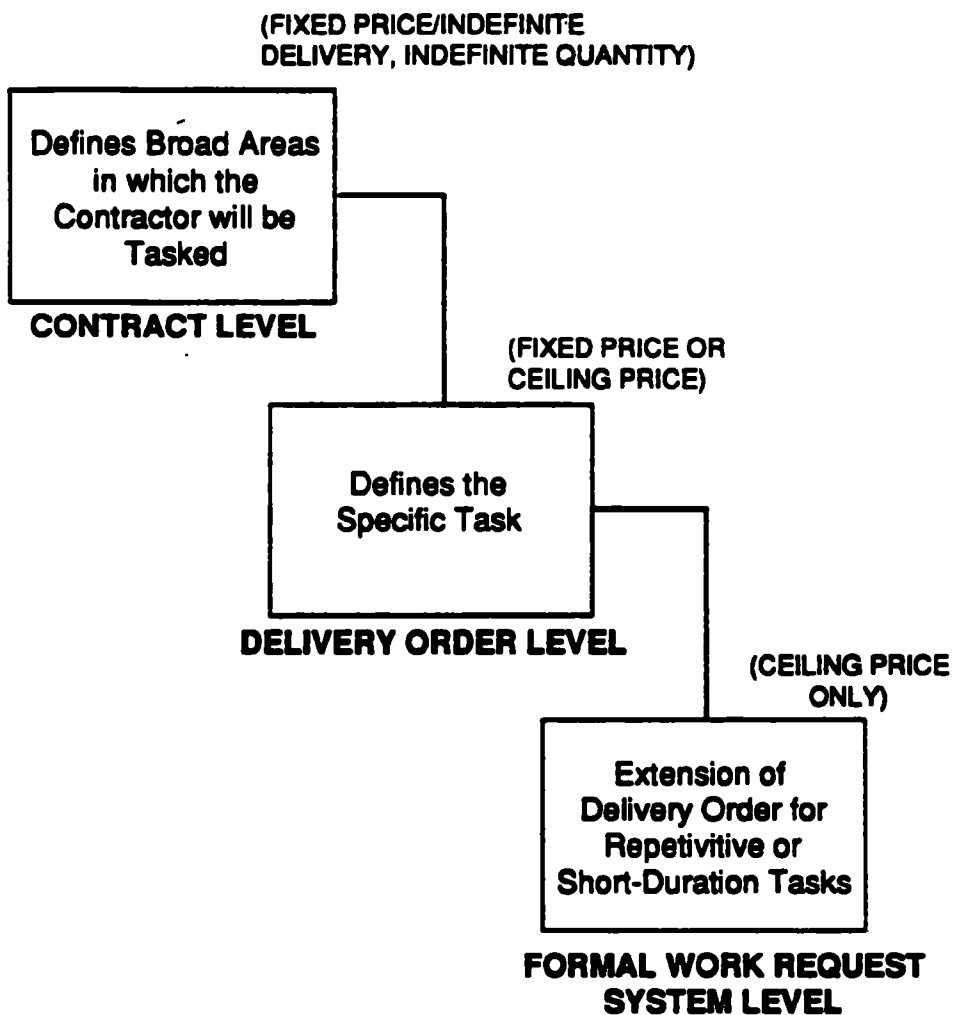 (FIXED PRICE/INDEFINITE
DELIVERY, INDEFINITE QUANTITY)
Defines Broad Areas
in which the
Contractor will be
Tasked
CONTRACT LEVEL
(FIXED PRICE OR
CEILING PRICE)
Defines the
Specific Task
DELIVERY ORDER LEVEL
(CEILING PRICE
ONLY)
Extension of
Delivery Order for
Repetivitive or
Short-Duration Tasks
FORMAL WORK REQUEST
SYSTEM LEVEL